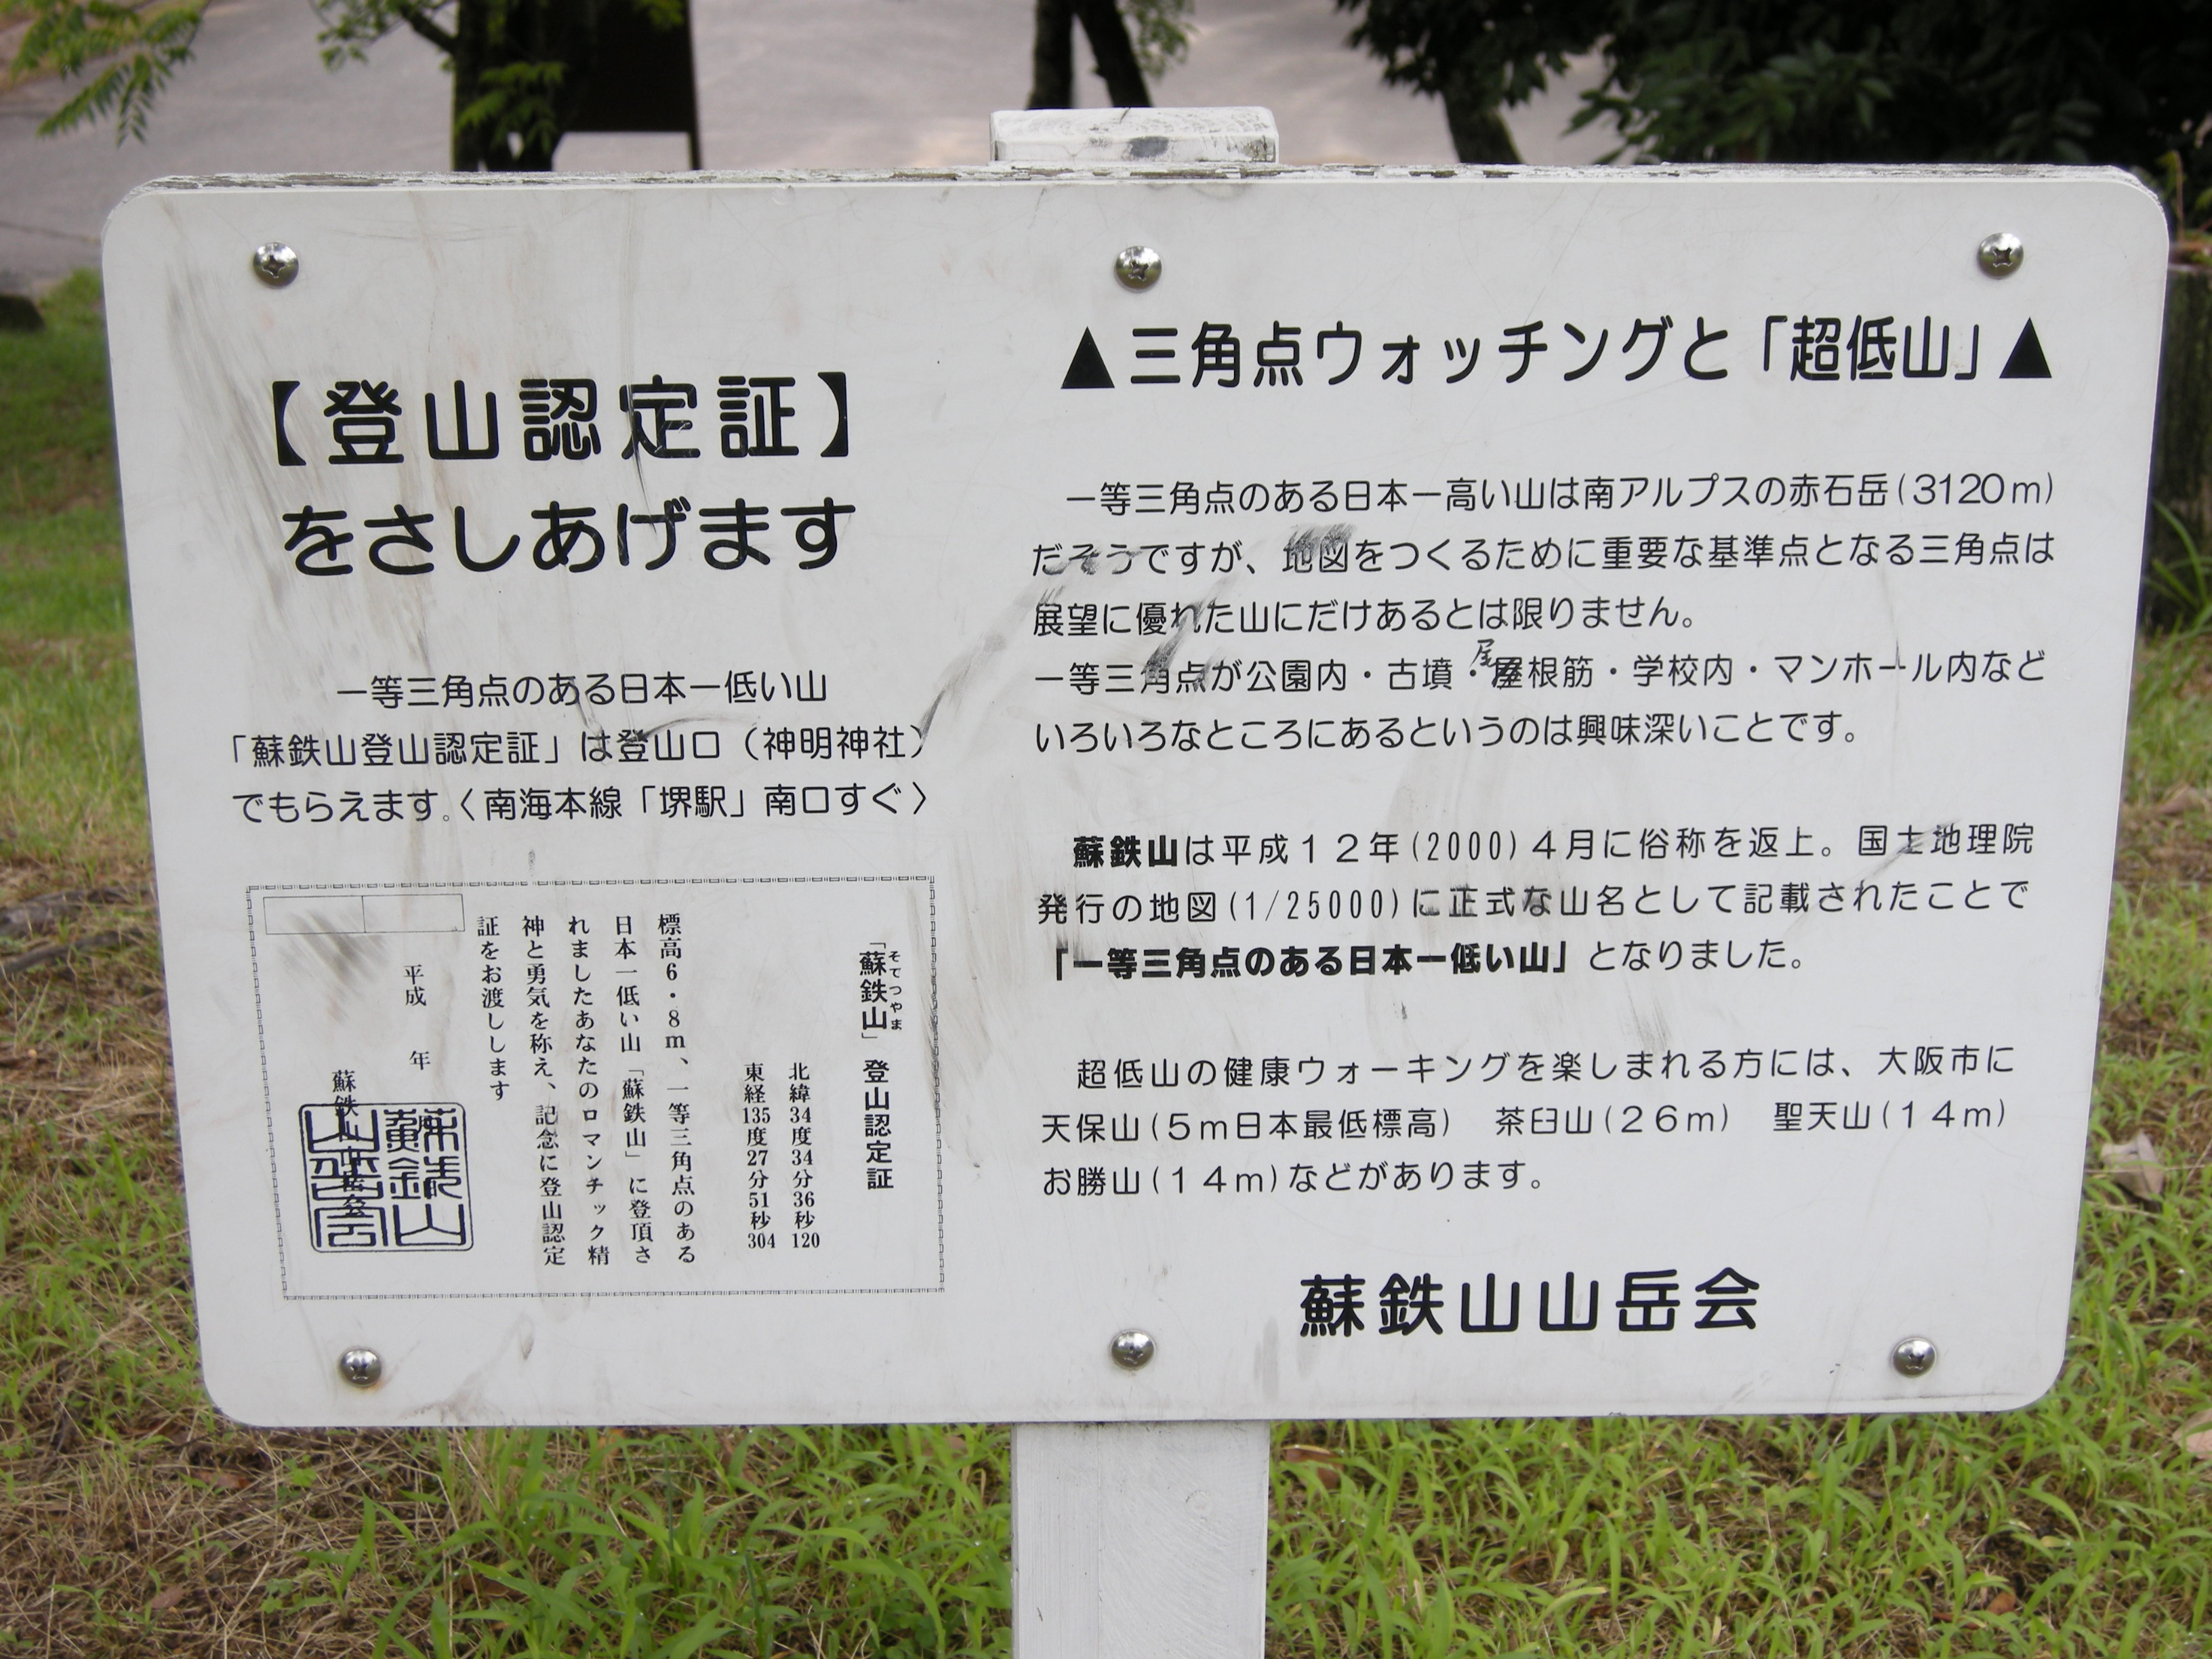 【登山認定証】
をさしあげます
一等三角点のある日本一低い山
「蘇鉄山登山認定証」は登山口（神明神社）
でもらえます。〈南海本線「堺駅」南口すぐ〉
そてつやま
「蘇鉄山」登山認定証
北緯34度34分36秒120
東経135度27分51秒304
標高6・8m、一等三角点のある
日本一低い山「蘇鉄山」に登頂さ
れましたあなたのロマンチック精
神と勇気を称え、記念に登山認定
証をお渡しします
平成　年
蘇鉄山山岳会
蘇鉄山山岳会
▲三角点ウォッチングと「超低山」▲
一等三角点のある日本一高い山は南アルプスの赤石岳(3120m)
だそうですが、地図をつくるために重要な基準点となる三角点は
展望に優れた山にだけあるとは限りません。
尾
一等三角点が公園内・古墳・屋根筋・学校内・マンホール内など
いろいろなところにあるというのは興味深いことです。
蘇鉄山は平成１２年(2000)４月に俗称を返上。国土地理院
発行の地図(1/25000)に正式な山名として記載されたことで
「一等三角点のある日本一低い山」となりました。
超低山の健康ウォーキングを楽しまれる方には、大阪市に
天保山(５m日本最低標高)　茶臼山(２６m)　聖天山(１４m)
お勝山(１４m)などがあります。
蘇鉄山山岳会